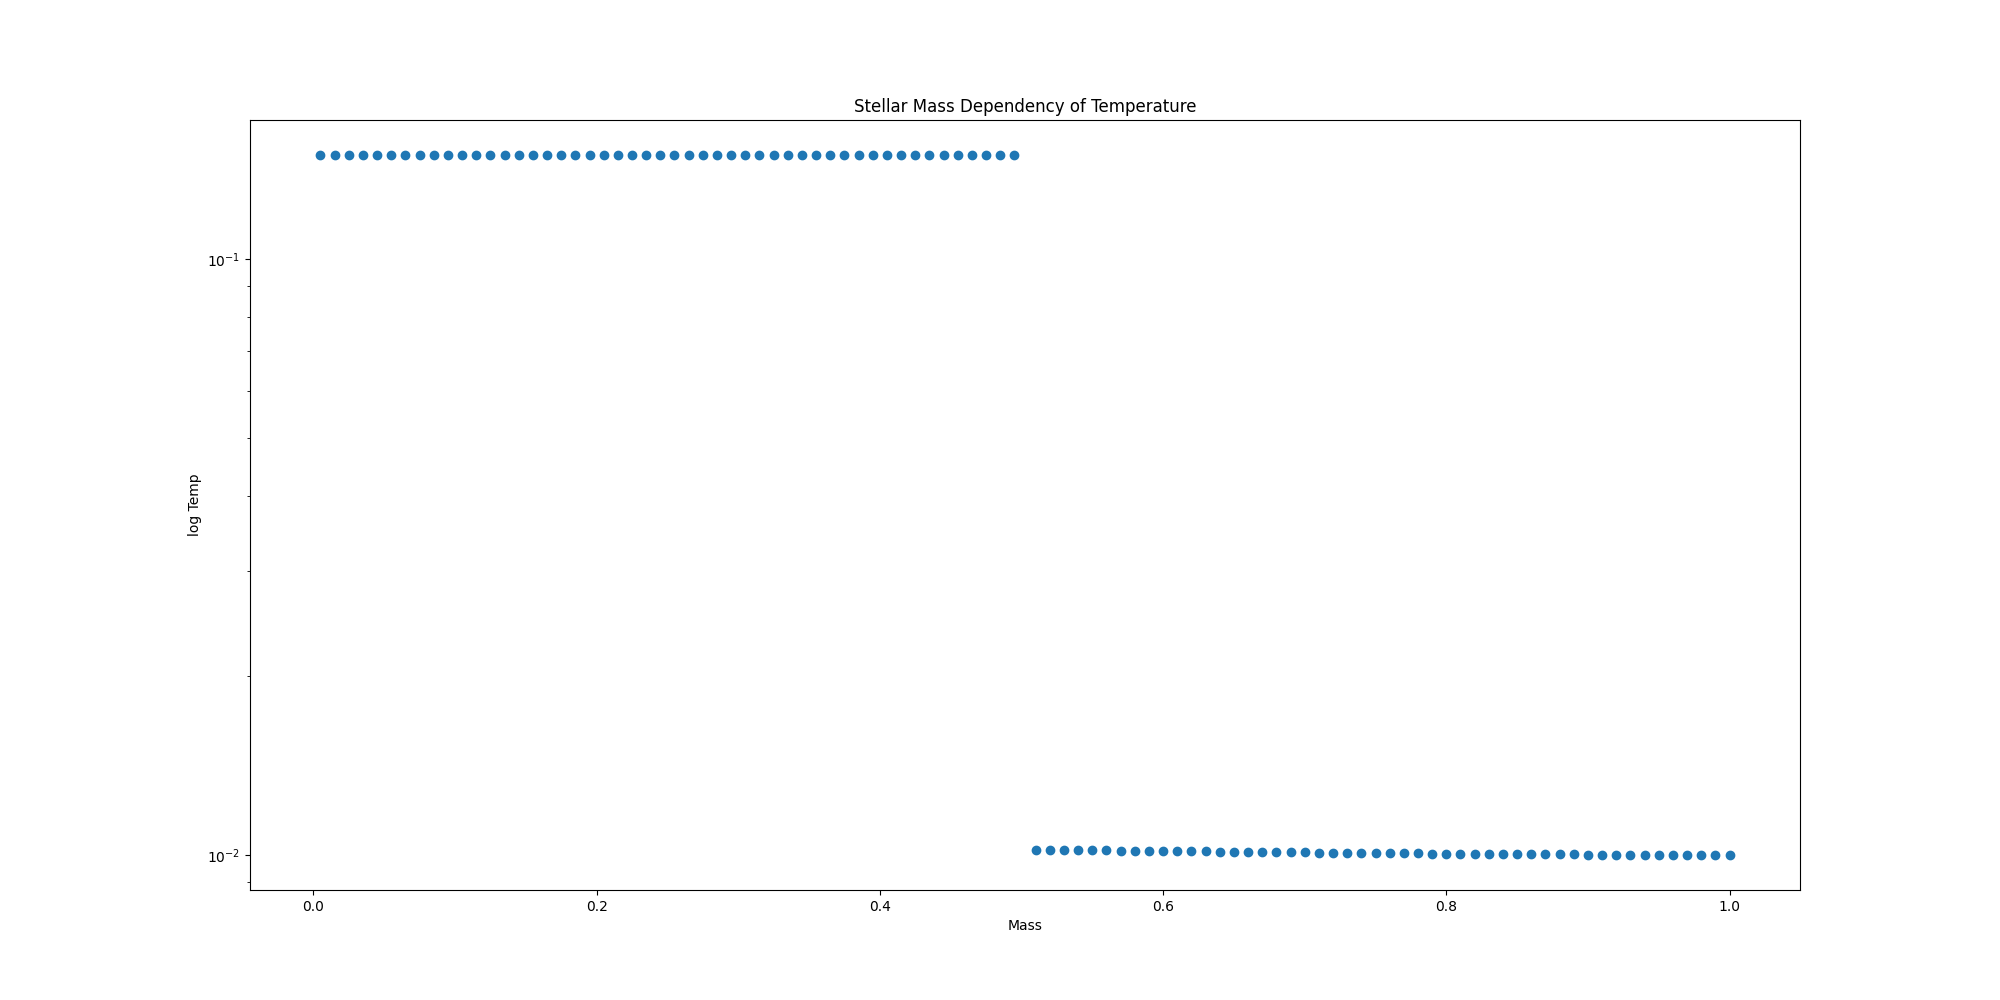 Stellar Mass Dependency of Temperature
10⁻¹
log Temp
10⁻²
0.0 0.2 0.4 0.6 0.8 1.0
Mass